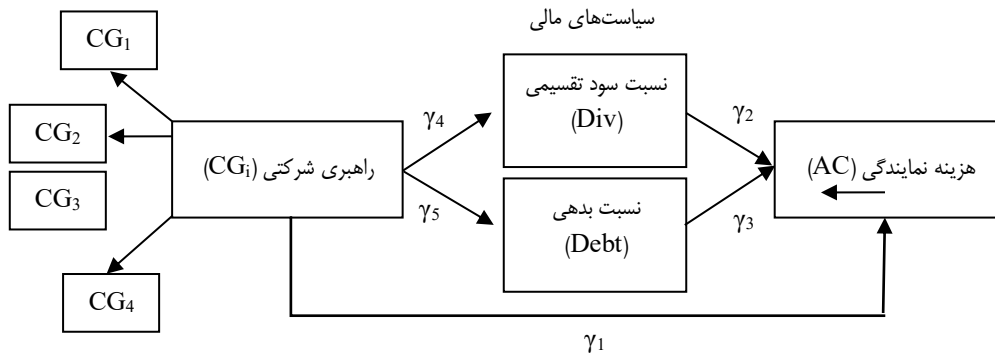 سیاست‌های مالی
CG1
CG2
CG3
CG4
راهبری شرکتی (CGi)
γ4
γ5
نسبت سود تقسیمی
(Div)
نسبت بدهی
(Debt)
γ2
γ3
هزینه نمایندگی (AC)
γ1